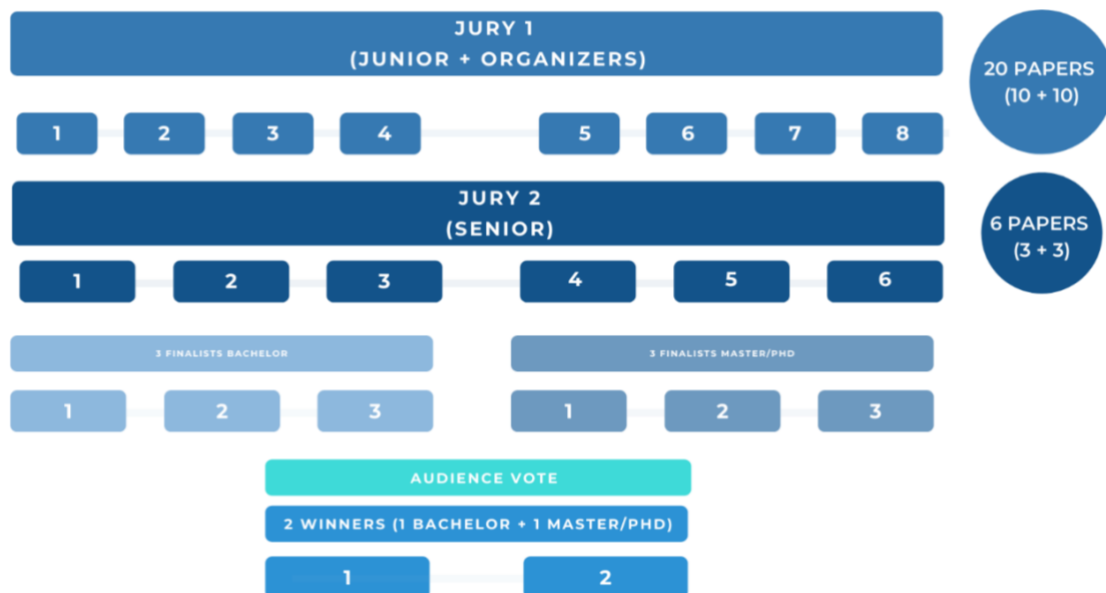 JURY 1
(JUNIOR + ORGANIZERS)
20 PAPERS
(10 + 10)
1 2 3 4 5 6 7 8
JURY 2
(SENIOR)
6 PAPERS
(3 + 3)
1 2 3 4 5 6
3 FINALISTS BACHELOR 3 FINALISTS MASTER/PHD
1 2 3 1 2 3
AUDIENCE VOTE
2 WINNERS (1 BACHELOR + 1 MASTER/PHD)
1 2